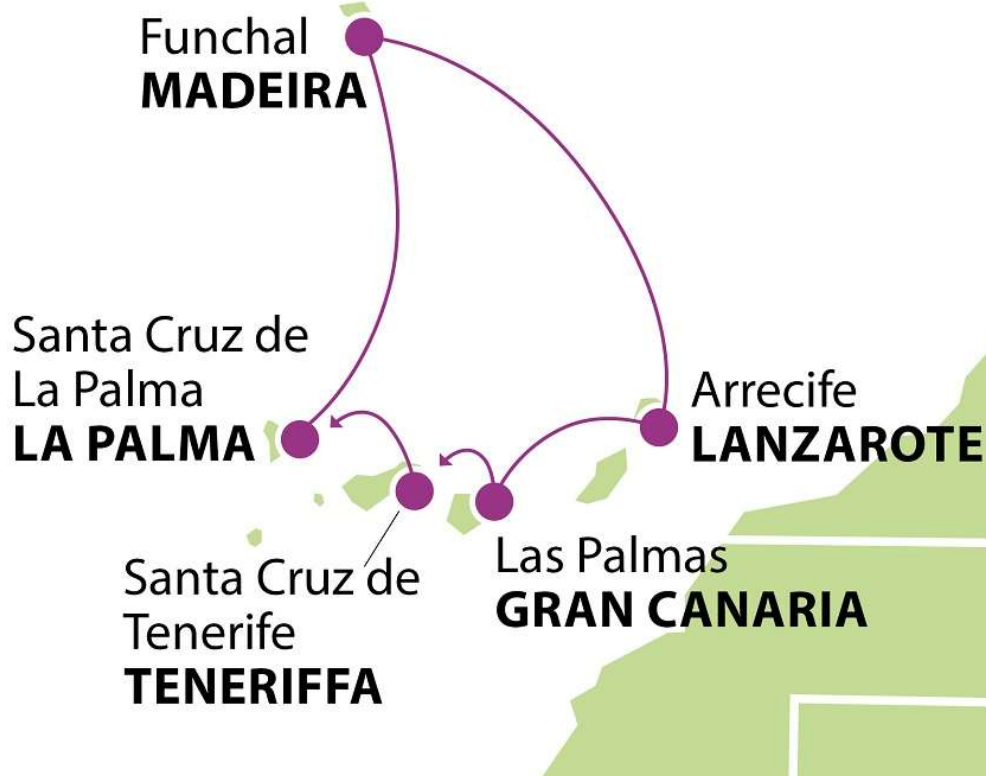 Funchal
MADEIRA
Santa Cruz de
La Palma
LA PALMA
Arrecife
LANZAROTE
Las Palmas
GRAN CANARIA
Santa Cruz de
Tenerife
TENERIFFA